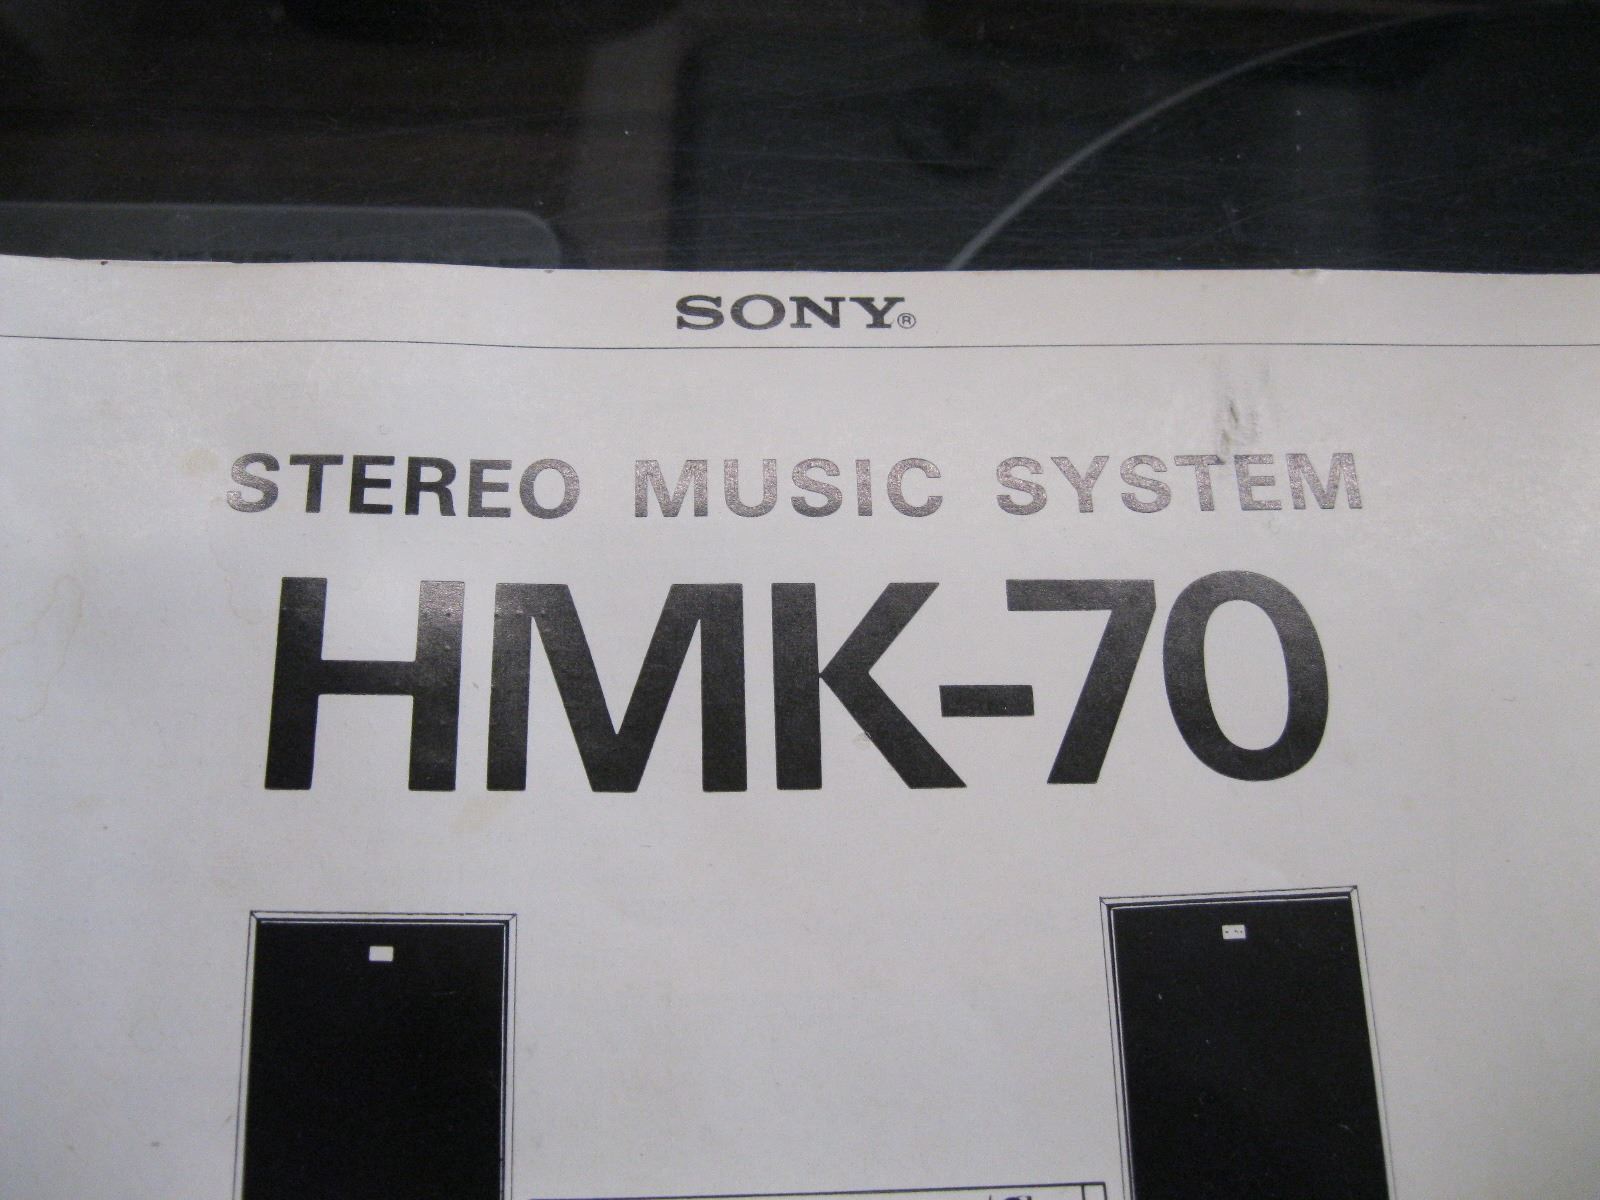 SONY®
STEREO MUSIC SYSTEM
HMK-70